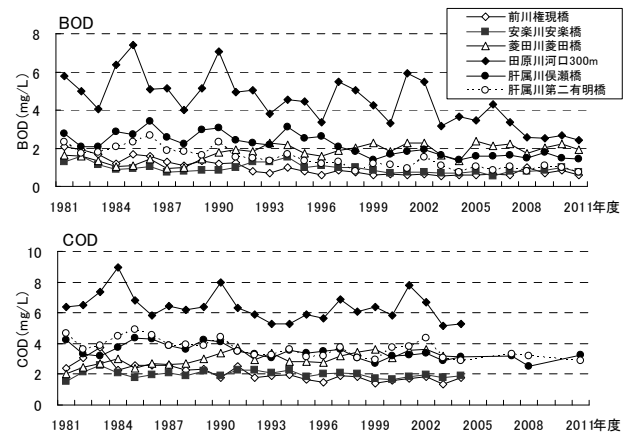 BOD
前川権現橋
安楽川安楽橋
菱田川菱田橋
田原川河口300m
肝属川俣瀬橋
肝属川第二有明橋
BOD(mg/L)
8
6
4
2
0
1981 1984 1987 1990 1993 1996 1999 2002 2005 2008 2011年度
COD
COD(mg/L)
10
8
6
4
2
0
1981 1984 1987 1990 1993 1996 1999 2002 2005 2008 2011年度